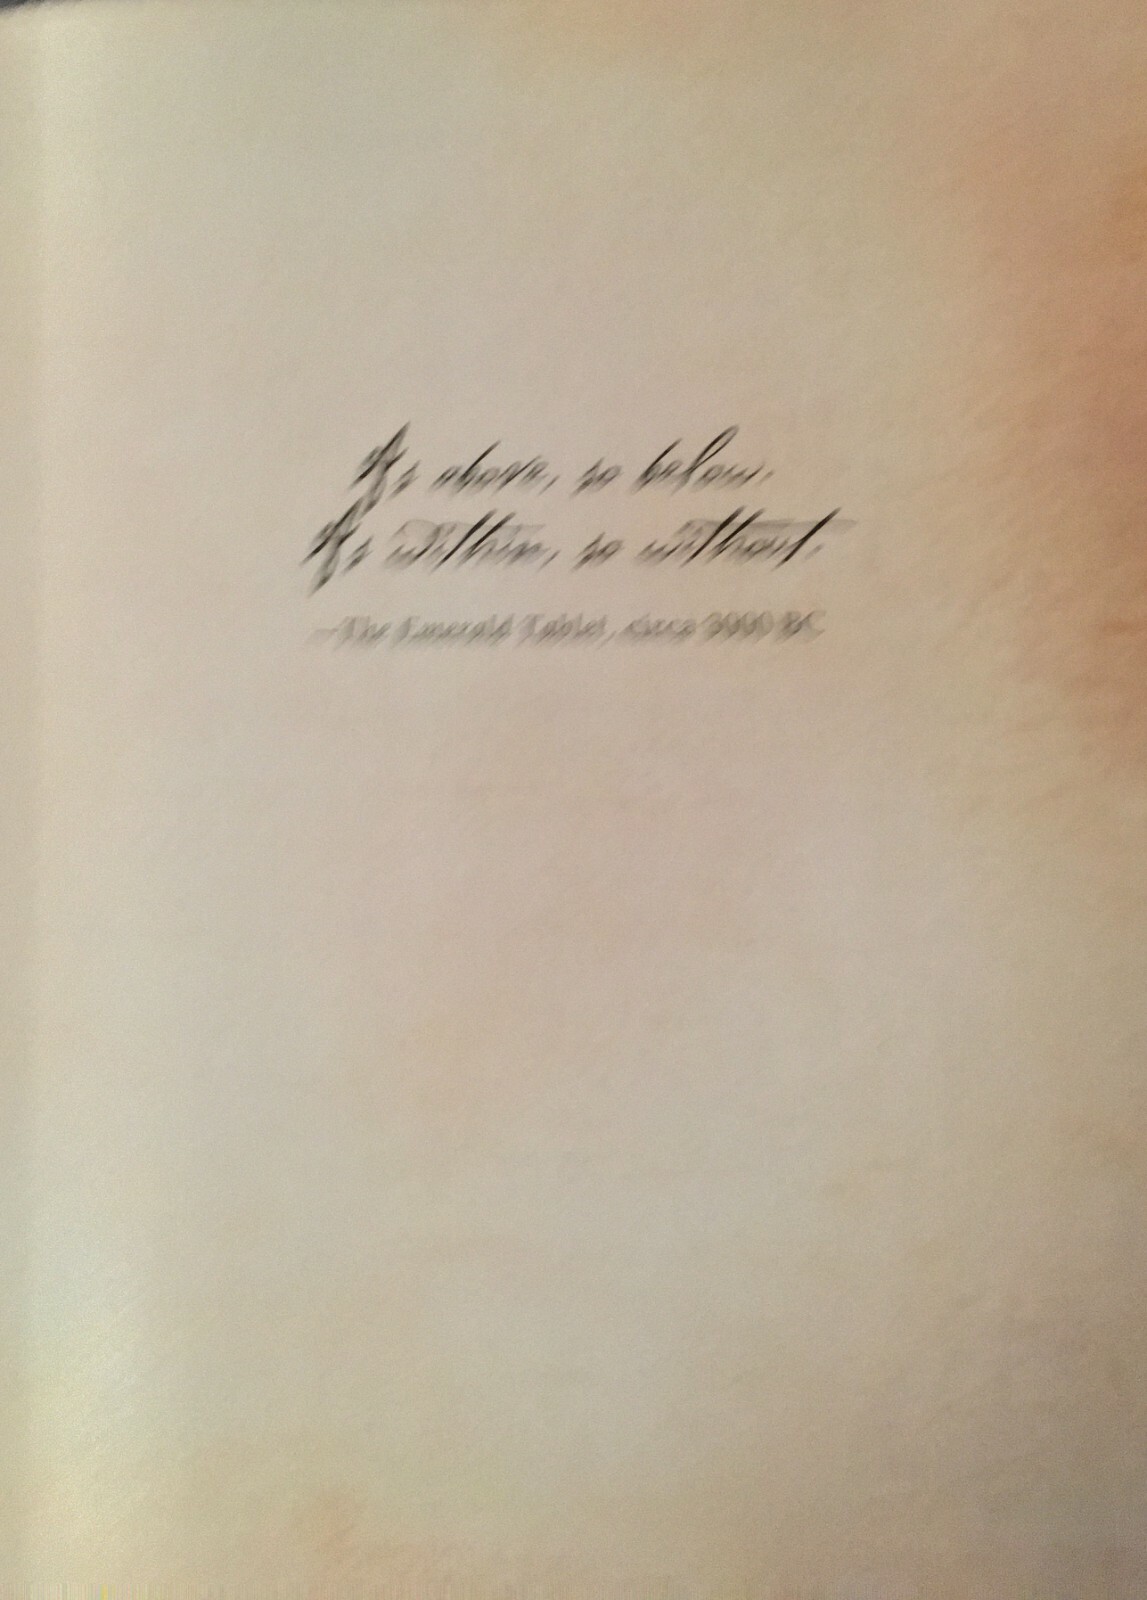 As above, so below.
As within, so without.
—The Emerald Tablet, circa 3000 BC